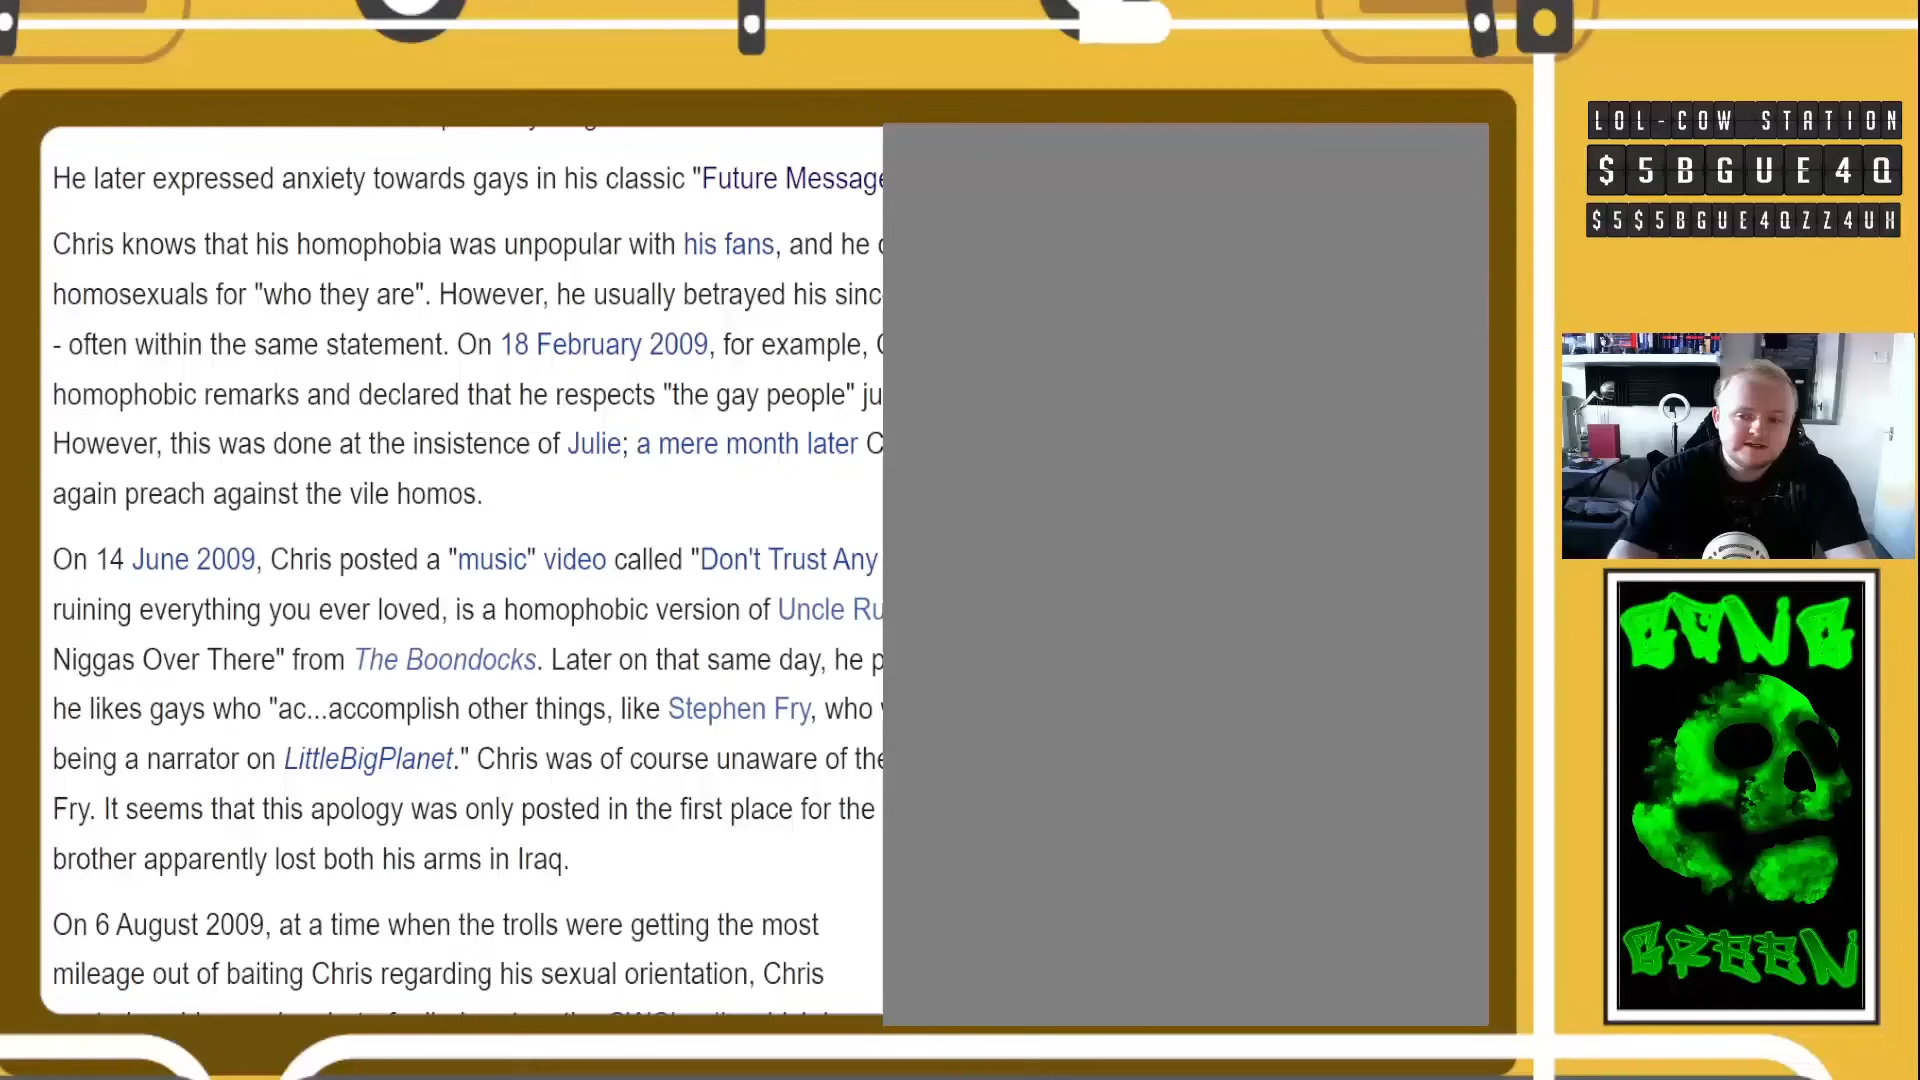 He later expressed anxiety towards gays in his classic "Future Message
Chris knows that his homophobia was unpopular with his fans, and he
homosexuals for "who they are". However, he usually betrayed his sinc
- often within the same statement. On 18 February 2009, for example,
homophobic remarks and declared that he respects "the gay people" ju
However, this was done at the insistence of Julie; a mere month later C
again preach against the vile homos.
On 14 June 2009, Chris posted a "music" video called "Don't Trust Any
ruining everything you ever loved, is a homophobic version of Uncle Ru
Niggas Over There" from The Boondocks. Later on that same day, he p
he likes gays who "ac...accomplish other things, like Stephen Fry, who
being a narrator on LittleBigPlanet." Chris was of course unaware of the
Fry. It seems that this apology was only posted in the first place for the
brother apparently lost both his arms in Iraq.
On 6 August 2009, at a time when the trolls were getting the most
mileage out of baiting Chris regarding his sexual orientation, Chris
LOL-COW STATION
$5BGUE4Q
$5$5BGUE4QZZ4UH
GREEN